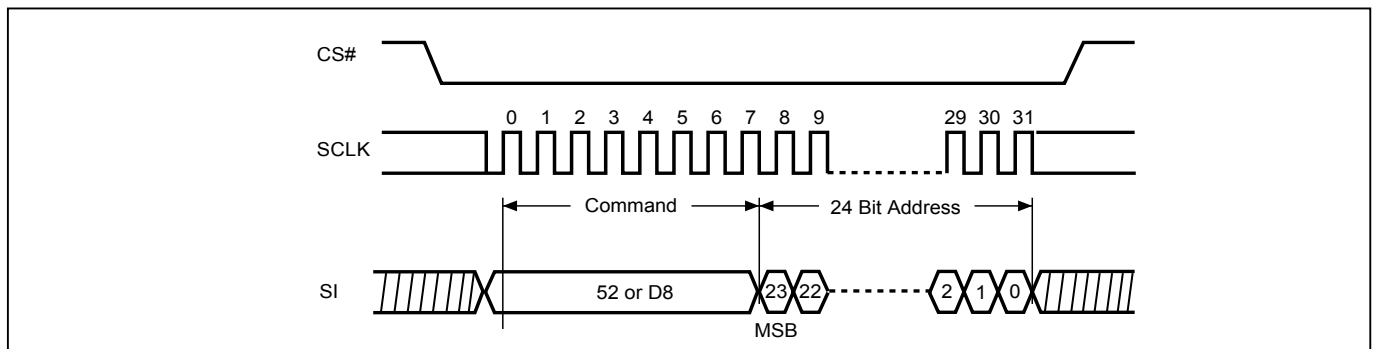 CS#
0 1 2 3 4 5 6 7 8 9 29 30 31
SCLK
Command 24 Bit Address
SI 52 or D8 23 22 2 1 0
MSB